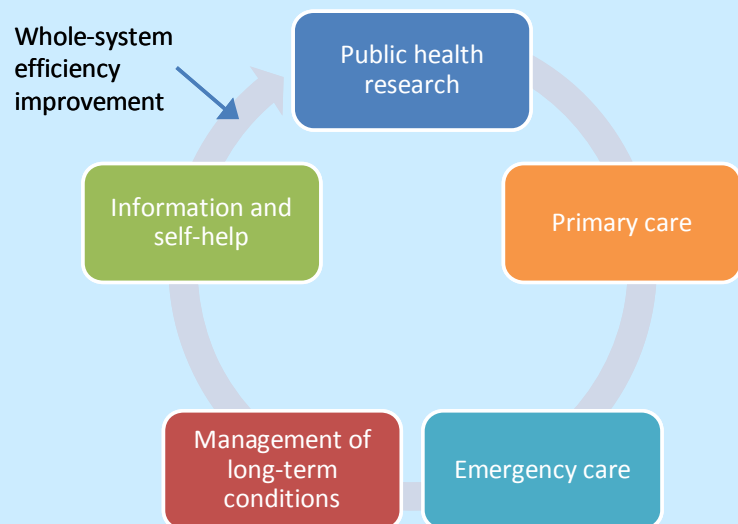 Whole-system
efficiency
improvement
Public health
research
Information and
self-help
Primary care
Management of
long-term
conditions
Emergency care